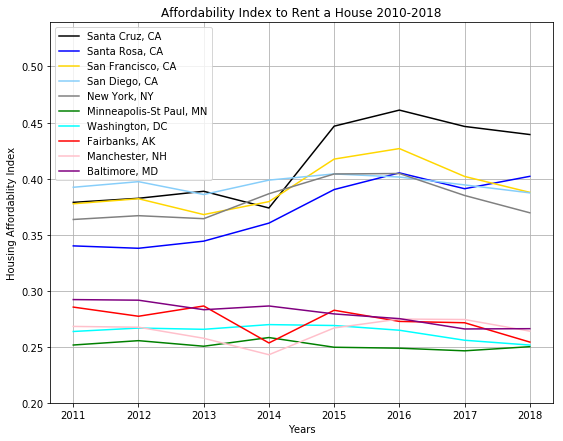 Affordability Index to Rent a House 2010-2018
Santa Cruz, CA
Santa Rosa, CA
San Francisco, CA
San Diego, CA
New York, NY
Minneapolis-St Paul, MN
Washington, DC
Fairbanks, AK
Manchester, NH
Baltimore, MD
Housing Affordablity Index
0.50
0.45
0.40
0.35
0.30
0.25
0.20
2011 2012 2013 2014 2015 2016 2017 2018
Years